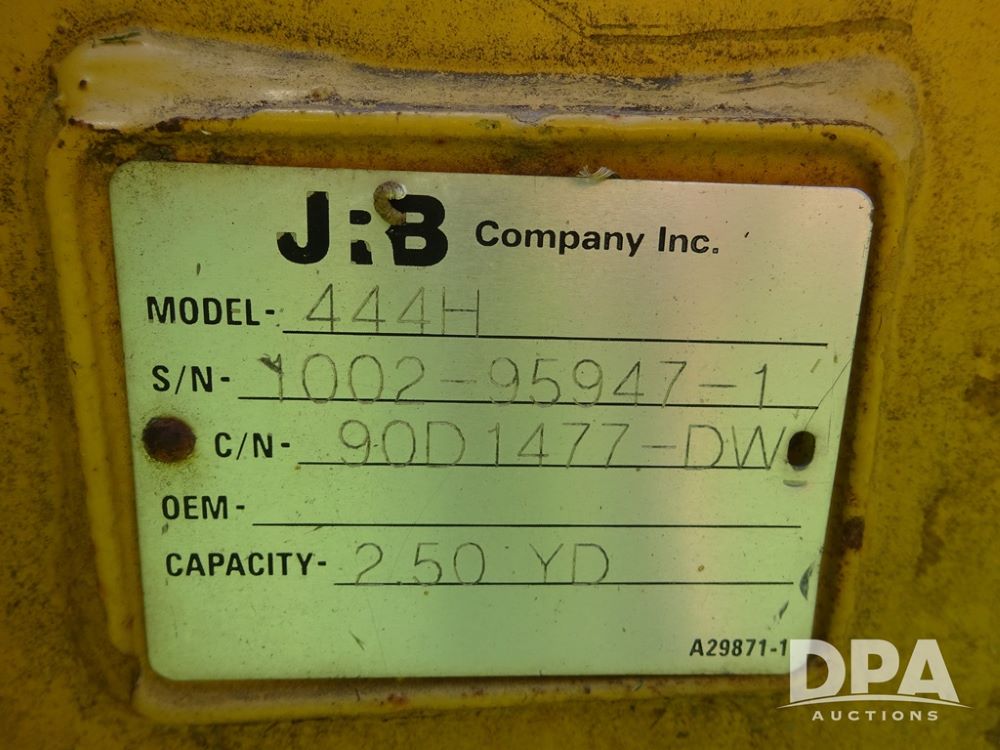 JRB Company Inc.
MODEL- 444H
S/N- 1002-95947-1
C/N- 90D1477-DW
OEM-
CAPACITY- 2.50 YD
A29871-1
DPA
AUCTIONS